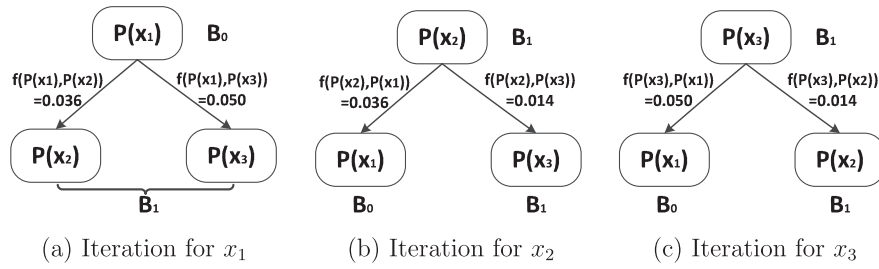 P(x₁) B₀
f(P(x1),P(x2)) =0.036
f(P(x1),P(x3)) =0.050
P(x₂) P(x₃)
B₁
(a) Iteration for x₁
P(x₂) B₁
f(P(x2),P(x1)) =0.036
f(P(x2),P(x3)) =0.014
P(x₁) P(x₃)
B₀ B₁
(b) Iteration for x₂
P(x₃) B₁
f(P(x3),P(x1)) =0.050
f(P(x3),P(x2)) =0.014
P(x₁) P(x₂)
B₀ B₁
(c) Iteration for x₃